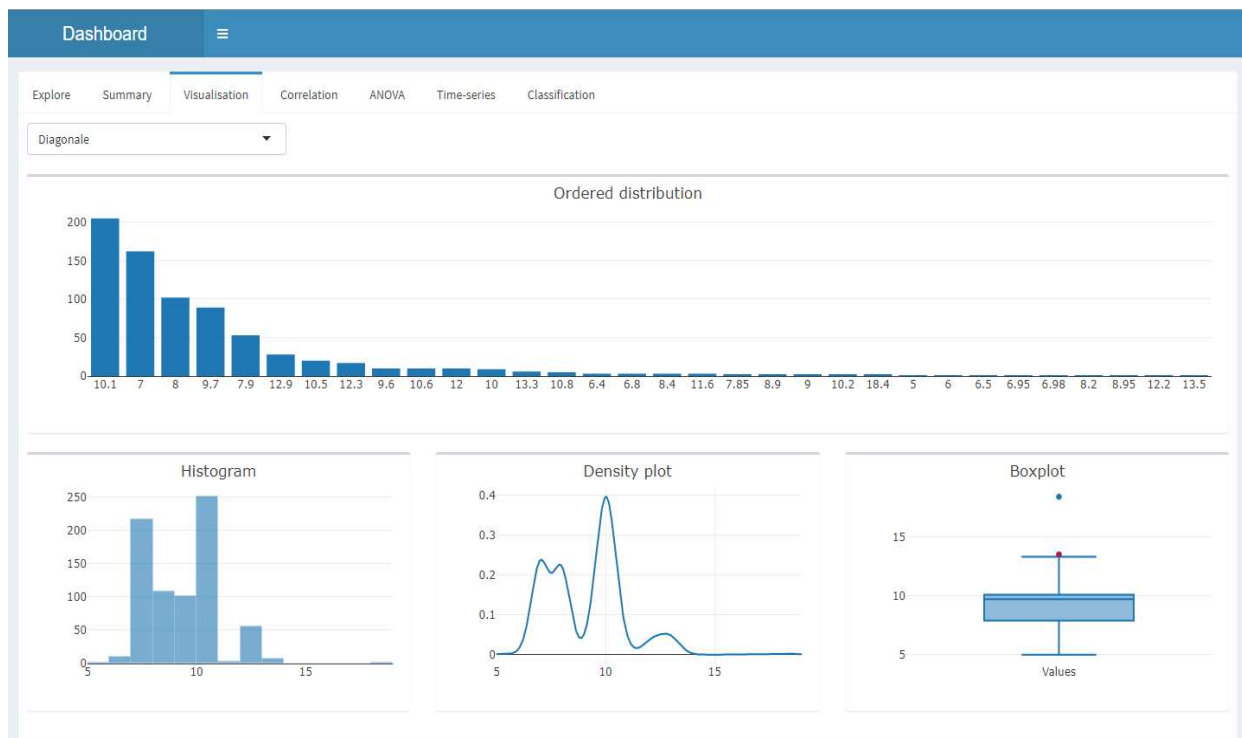 Dashboard
Explore Summary Visualisation Correlation ANOVA Time-series Classification
Diagonale
Ordered distribution
200
150
100
50
0
10.1 7 8 9.7 7.9 12.9 10.5 12.3 9.6 10.6 12 10 13.3 10.8 6.4 6.8 8.4 11.6 7.85 8.9 9 10.2 18.4 5 6 6.5 6.95 6.98 8.2 8.95 12.2 13.5
Histogram
250
200
150
100
50
0
5 10 15
Density plot
0.4
0.3
0.2
0.1
0
5 10 15
Boxplot
15
10
5
Values